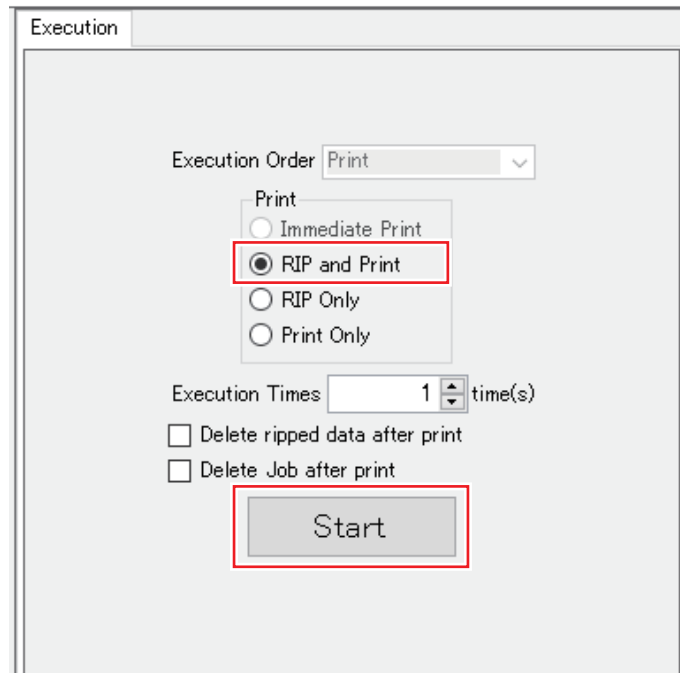 Execution
Execution Order Print
Print
Immediate Print
RIP and Print
RIP Only
Print Only
Execution Times 1 time(s)
Delete ripped data after print
Delete Job after print
Start